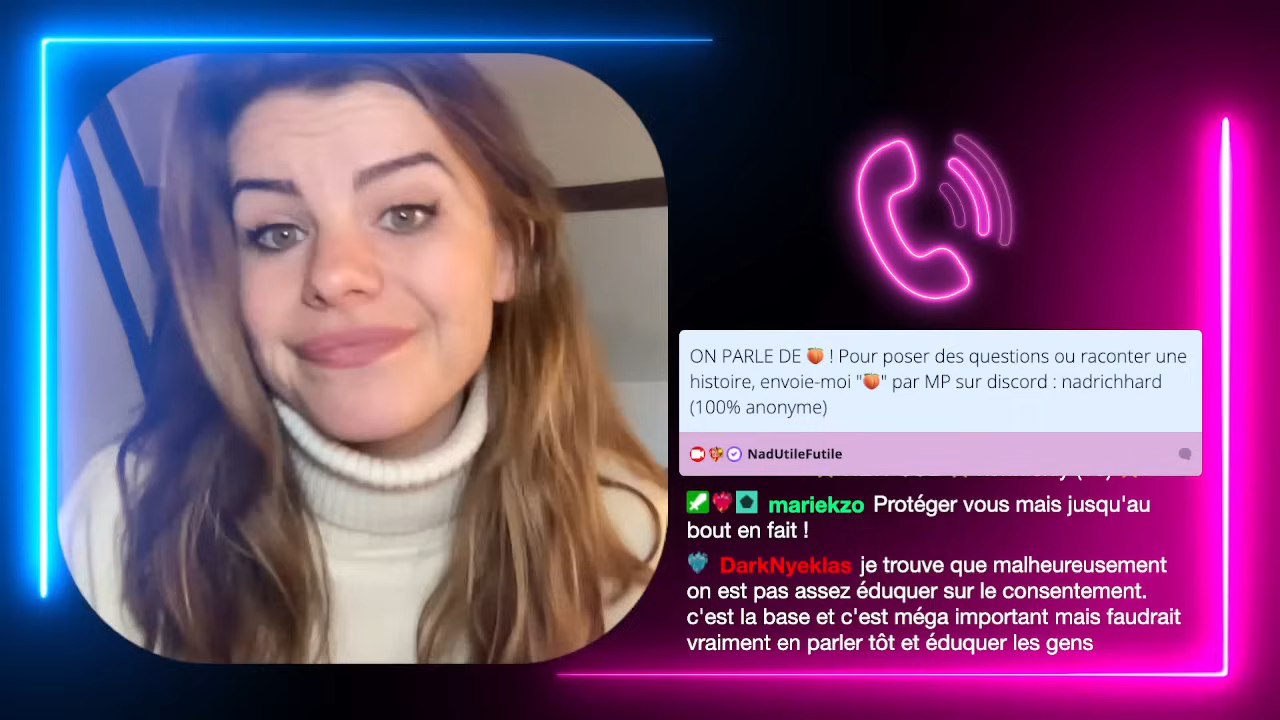 ON PARLE DE 🍑 ! Pour poser des questions ou raconter une
histoire, envoie-moi "🍑" par MP sur discord : nadrichhard
(100% anonyme)
NadUtileFutile
mariekzo Protéger vous mais jusqu'au
bout en fait !
DarkNyeklas je trouve que malheureusement
on est pas assez éduquer sur le consentement.
c'est la base et c'est méga important mais faudrait
vraiment en parler tôt et éduquer les gens